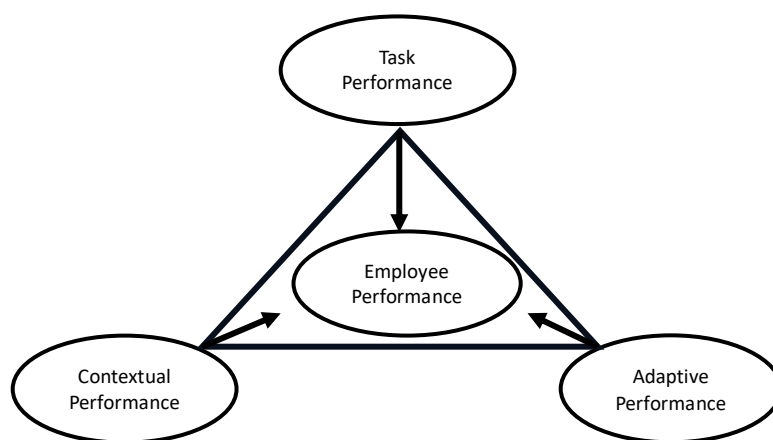 Task
Performance
Employee
Performance
Contextual
Performance
Adaptive
Performance